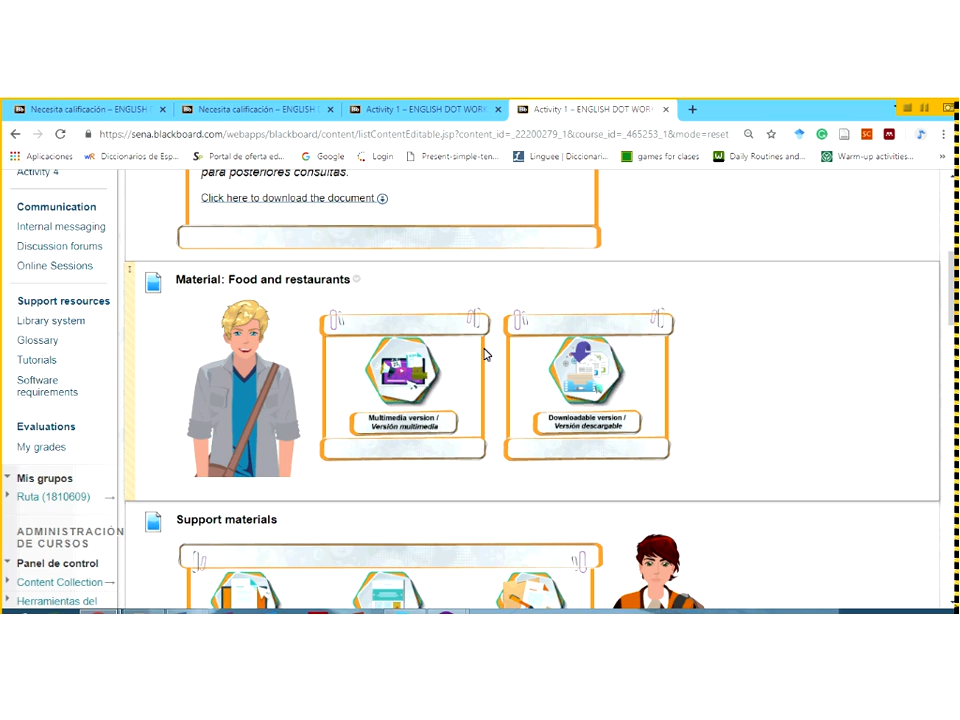 Necesita calificación – ENGLISH
Necesita calificación – ENGLISH
Activity 1 – ENGLISH DOT WORK
Activity 1 – ENGLISH DOT WOR
https://sena.blackboard.com/webapps/blackboard/content/listContentEditable.jsp?content_id=_22200279_1&course_id=_465253_1&mode=reset
Aplicaciones
Diccionarios de Esp...
Portal de oferta ed...
Google
Login
Present-simple-ten...
Linguee | Diccionari...
games for clases
Daily Routines and...
Warm-up activities...
»
Activity 4
Communication
Internal messaging
Discussion forums
Online Sessions
Support resources
Library system
Glossary
Tutorials
Software
requirements
Evaluations
My grades
Mis grupos
Ruta (1810609)
ADMINISTRACIÓN
DE CURSOS
Panel de control
Content Collection
Herramientas del
para posteriores consultas.
Click here to download the document
Material: Food and restaurants
Multimedia version /
Versión multimedia
Downloadable version /
Versión descargable
Support materials